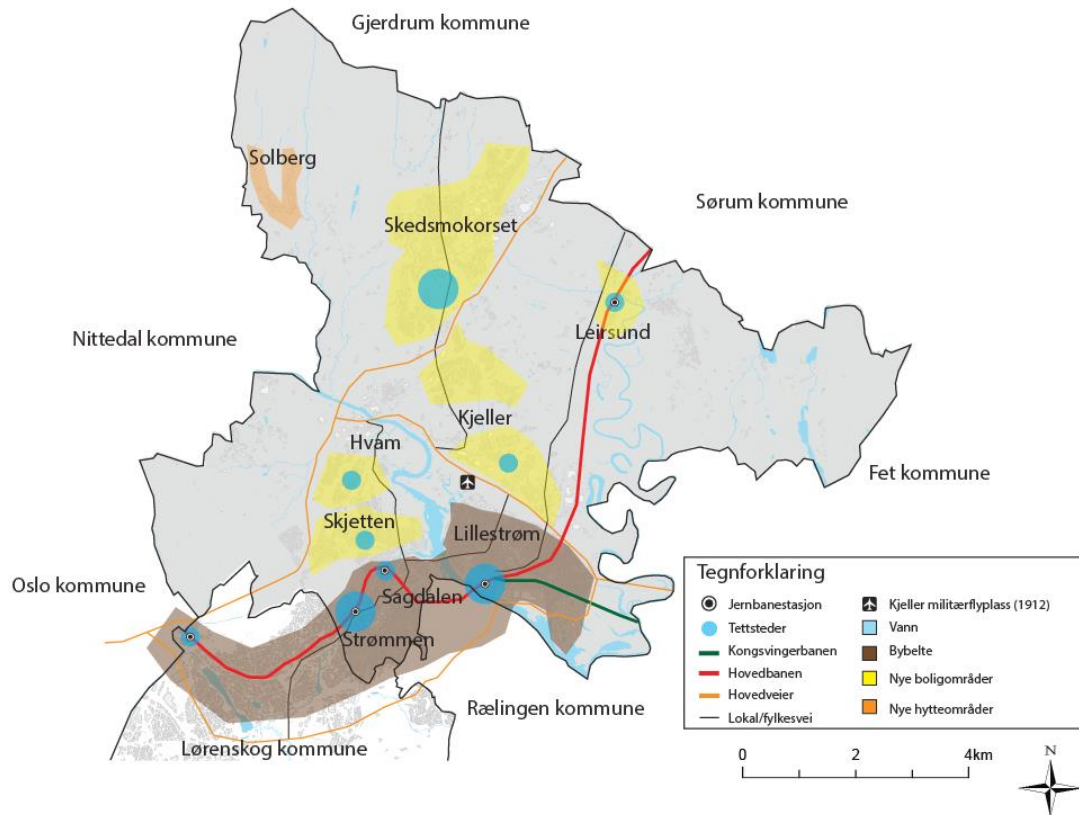 Gjerdrum kommune
Solberg
Sørum kommune
Skedsmokorset
Nittedal kommune
Leirsund
Kjeller
Hvam
Fet kommune
Skjetten
Lillestrøm
Oslo kommune
Sagdalen
Strømmen
Rælingen kommune
Lørenskog kommune
Tegnforklaring
Jernbanestasjon
Tettsteder
Kongsvingerbanen
Hovedbanen
Hovedveier
Lokal/fylkesvei
Kjeller militærflyplass (1912)
Vann
Bybelte
Nye boligområder
Nye hytteområder
0 2 4km
N